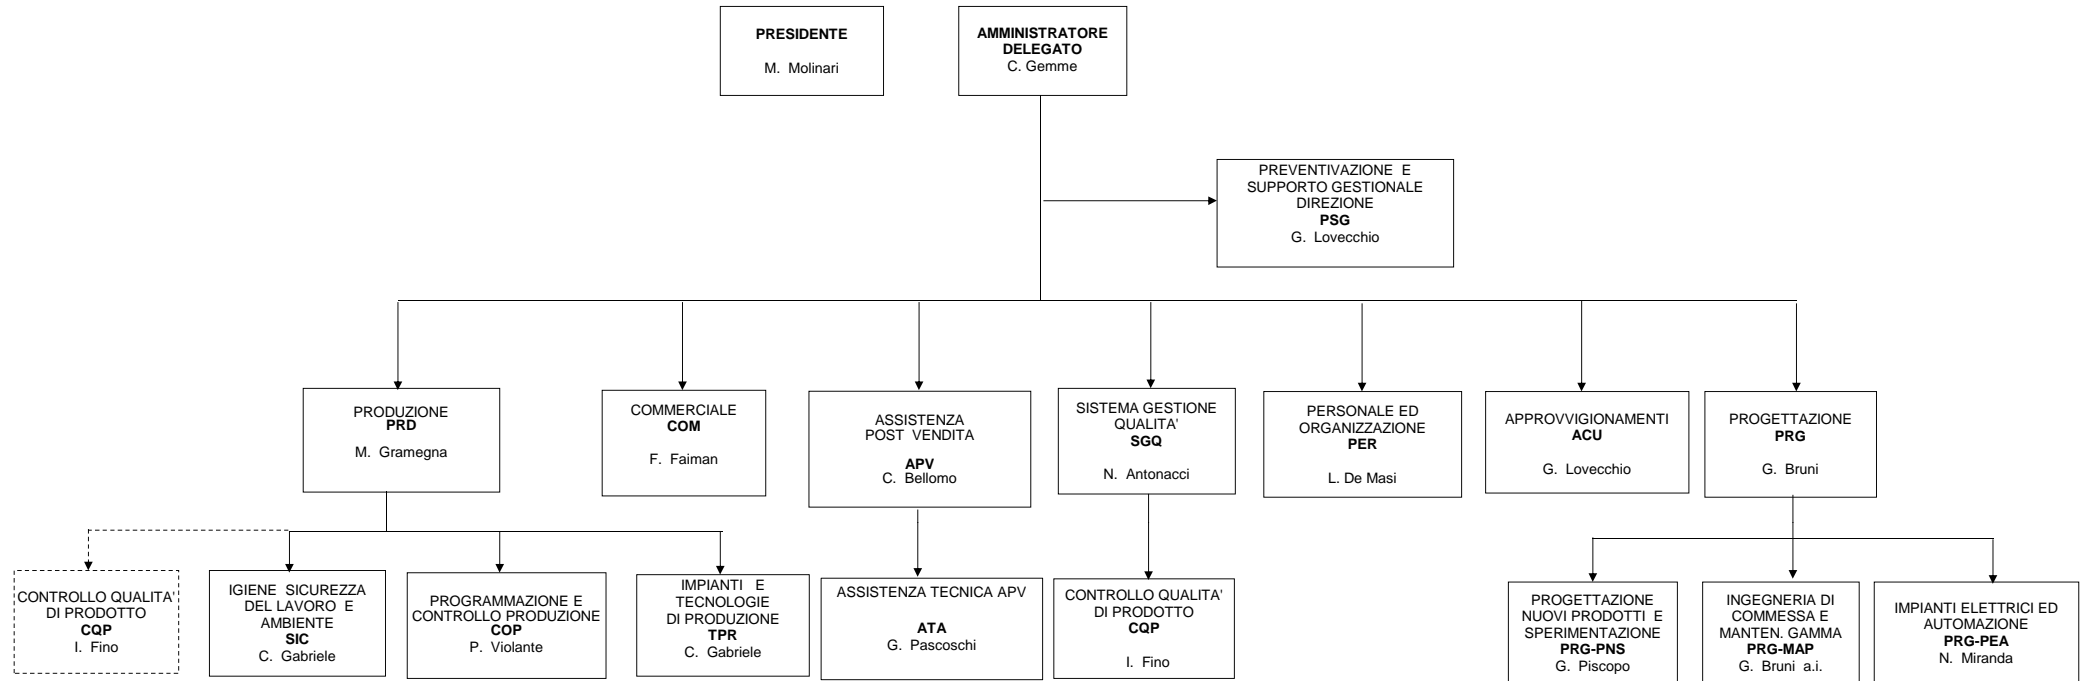 PRESIDENTE
M. Molinari
AMMINISTRATORE
DELEGATO
C. Gemme
PREVENTIVAZIONE E
SUPPORTO GESTIONALE
DIREZIONE
PSG
G. Lovecchio
PRODUZIONE
PRD
M. Gramegna
COMMERCIALE
COM
F. Faiman
ASSISTENZA
POST VENDITA
APV
C. Bellomo
SISTEMA GESTIONE
QUALITA'
SGQ
N. Antonacci
PERSONALE ED
ORGANIZZAZIONE
PER
L. De Masi
APPROVVIGIONAMENTI
ACU
G. Lovecchio
PROGETTAZIONE
PRG
G. Bruni
CONTROLLO QUALITA'
DI PRODOTTO
CQP
I. Fino
IGIENE SICUREZZA
DEL LAVORO E
AMBIENTE
SIC
C. Gabriele
PROGRAMMAZIONE E
CONTROLLO PRODUZIONE
COP
P. Violante
IMPIANTI E
TECNOLOGIE
DI PRODUZIONE
TPR
C. Gabriele
ASSISTENZA TECNICA APV
ATA
G. Pascoschi
CONTROLLO QUALITA'
DI PRODOTTO
CQP
I. Fino
PROGETTAZIONE
NUOVI PRODOTTI E
SPERIMENTAZIONE
PRG-PNS
G. Piscopo
INGEGNERIA DI
COMMESSA E
MANTEN. GAMMA
PRG-MAP
G. Bruni a.i.
IMPIANTI ELETTRICI ED
AUTOMAZIONE
PRG-PEA
N. Miranda